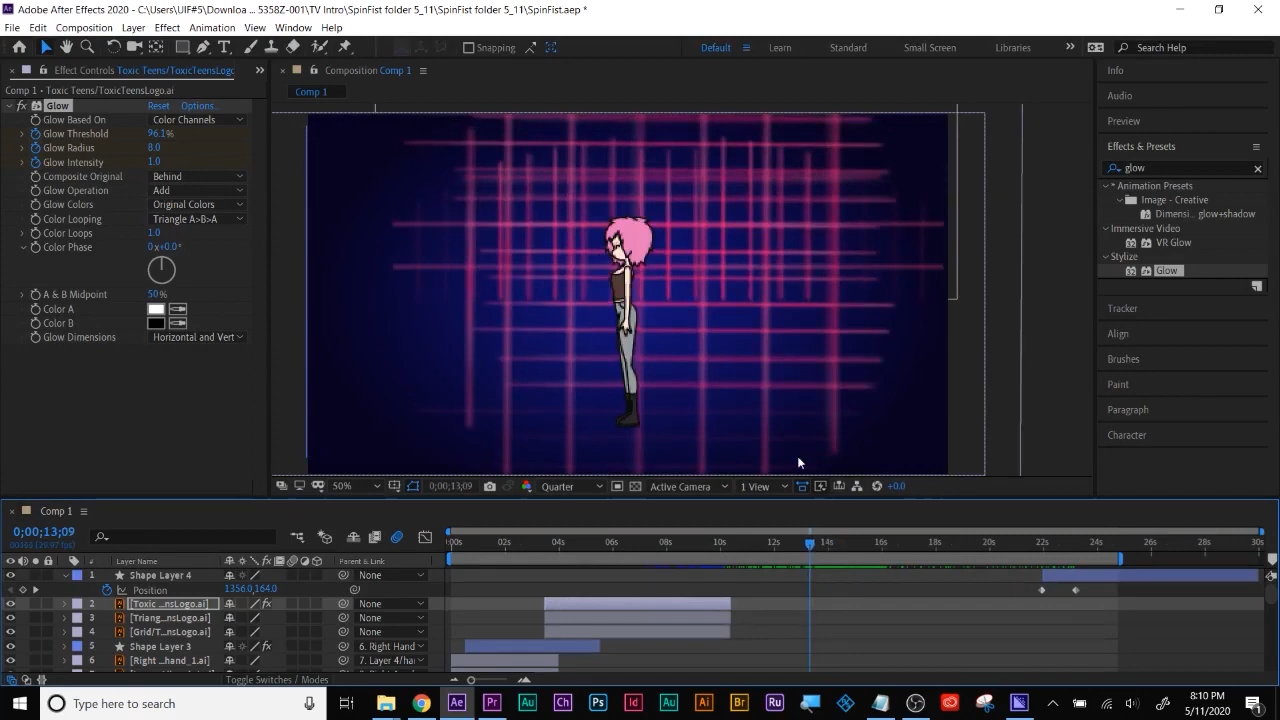 Adobe After Effects 2020 - C:\Users\UIF#5\Downloa ... 5358Z-001\TV Intro\SpinFist folder 5_11\SpinFist folder 5_11\SpinFist.aep *
File Edit Composition Layer Effect Animation View Window Help
Snapping Default Learn Standard Small Screen Libraries Search Help
Effect Controls Toxic Teens/ToxicTeensLogo
Composition Comp 1
Comp 1 • Toxic Teens/ToxicTeensLogo.ai
Comp 1
fx Glow Reset Options...
Glow Based On Color Channels
Glow Threshold 96.1%
Glow Radius 8.0
Glow Intensity 1.0
Composite Original Behind
Glow Operation Add
Glow Colors Original Colors
Color Looping Triangle A>B>A
Color Loops 1.0
Color Phase 0x+0.0°
A & B Midpoint 50%
Color A
Color B
Glow Dimensions Horizontal and Vert
Info
Audio
Preview
Effects & Presets
glow
* Animation Presets
Image - Creative
Dimensi... glow+shadow
Immersive Video
VR Glow
Stylize
Glow
Tracker
Align
Brushes
Paint
Paragraph
Character
50% 0;00;13;09 Quarter Active Camera 1 View +0.0
Comp 1
0;00;13;09
00s 02s 04s 06s 08s 10s 12s 14s 16s 18s 20s 22s 24s 26s 28s 30s
# Layer Name Parent & Link
1 Shape Layer 4 None
Position 1356.0,164.0
2 [Toxic ...nsLogo.ai] None
3 [Triang...nsLogo.ai] None
4 [Grid/T...nsLogo.ai] None
5 Shape Layer 3 6. Right Hand
6 [Right ...hand_1.ai] 7. Layer 4/ha
Toggle Switches / Modes
Type here to search
8:10 PM
5/11/2020